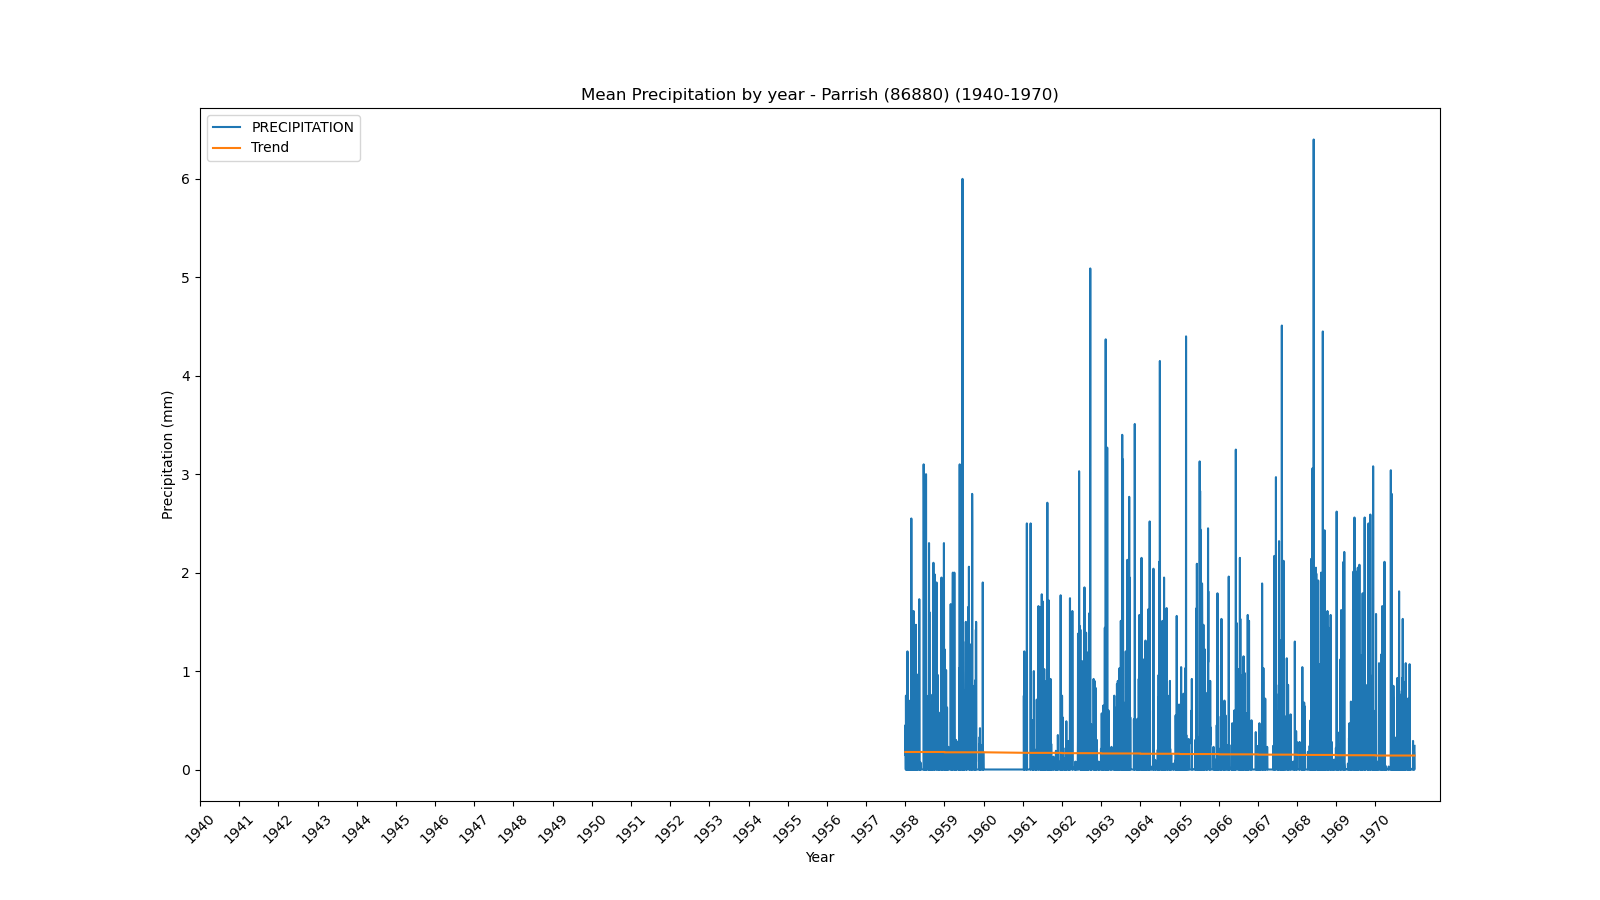 Mean Precipitation by year - Parrish (86880) (1940-1970)
PRECIPITATION
Trend
6
5
4
3
2
1
0
Precipitation (mm)
1940 1941 1942 1943 1944 1945 1946 1947 1948 1949 1950 1951 1952 1953 1954 1955 1956 1957 1958 1959 1960 1961 1962 1963 1964 1965 1966 1967 1968 1969 1970
Year